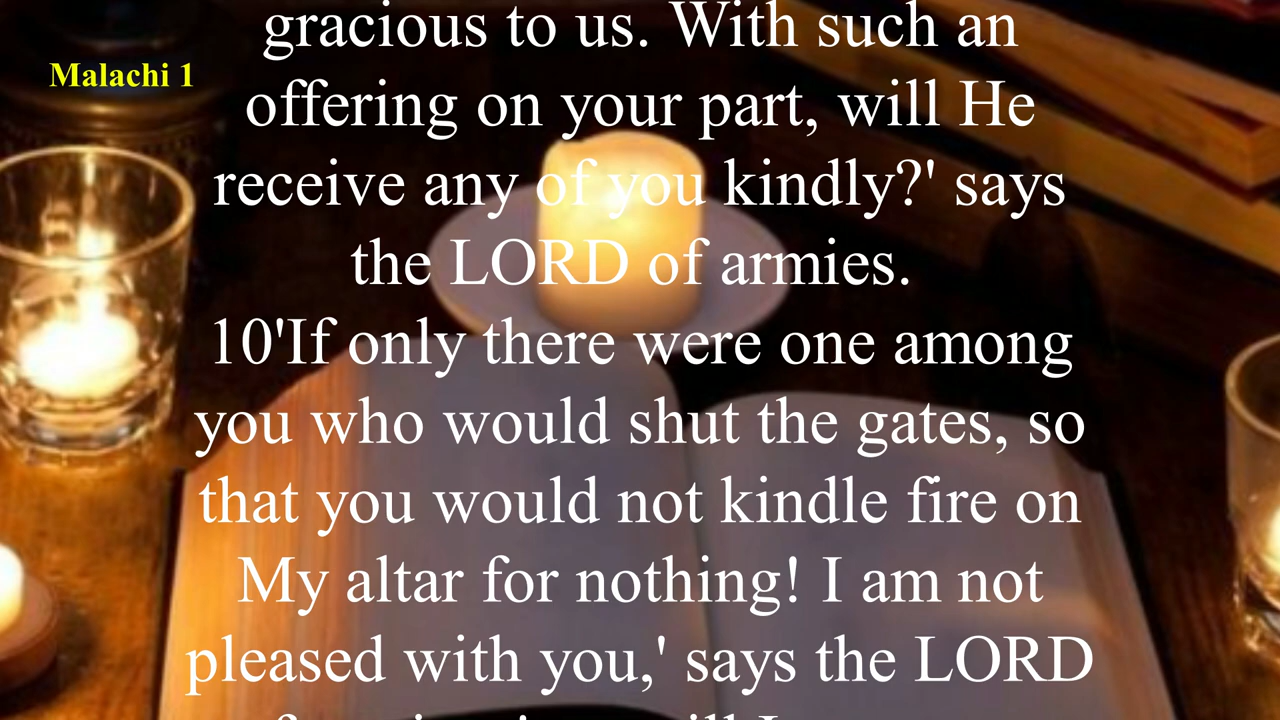 Malachi 1
gracious to us. With such an
offering on your part, will He
receive any of you kindly?' says
the LORD of armies.
10'If only there were one among
you who would shut the gates, so
that you would not kindle fire on
My altar for nothing! I am not
pleased with you,' says the LORD